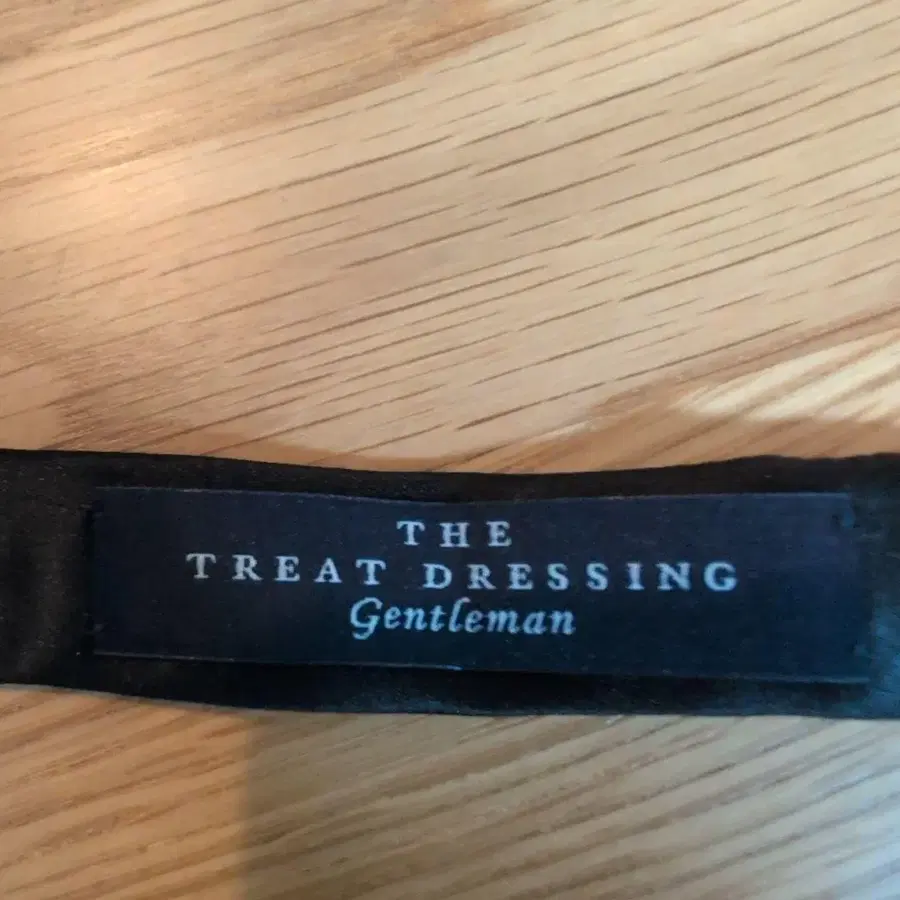 THE
TREAT DRESSING
Gentleman